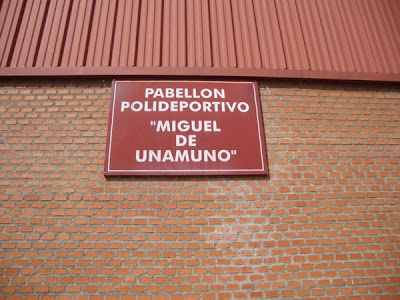 PABELLON
POLIDEPORTIVO
"MIGUEL
DE
UNAMUNO"